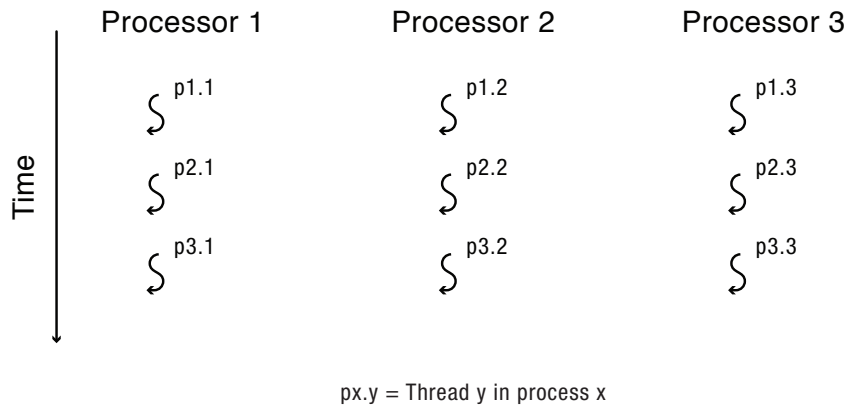 Processor 1 Processor 2 Processor 3
p1.1 p1.2 p1.3
p2.1 p2.2 p2.3
p3.1 p3.2 p3.3
Time
px.y = Thread y in process x